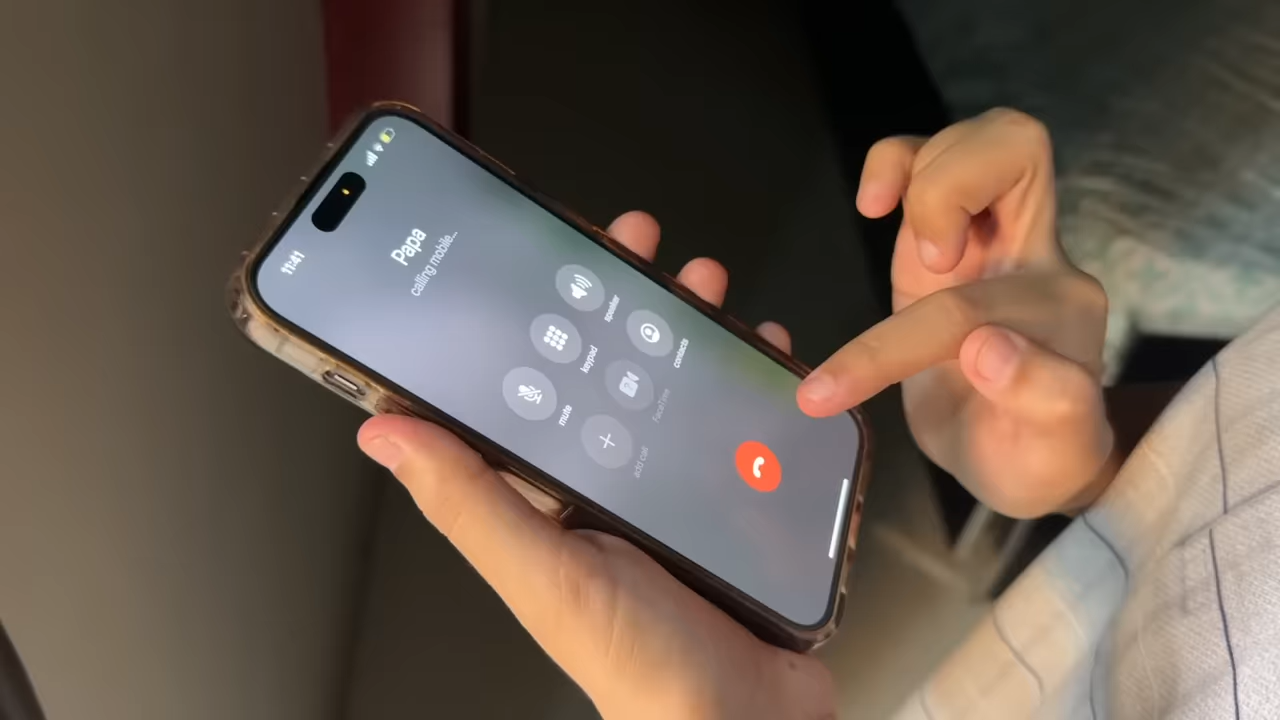 11:41
Papa
calling mobile...
speaker
keypad
mute
contacts
FaceTime
add call